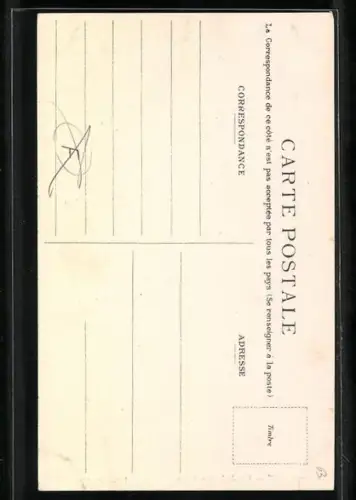 CARTE POSTALE
La Correspondance de ce côté n'est pas acceptée par tous les pays (Se renseigner à la poste)
CORRESPONDANCE
ADRESSE
Timbre